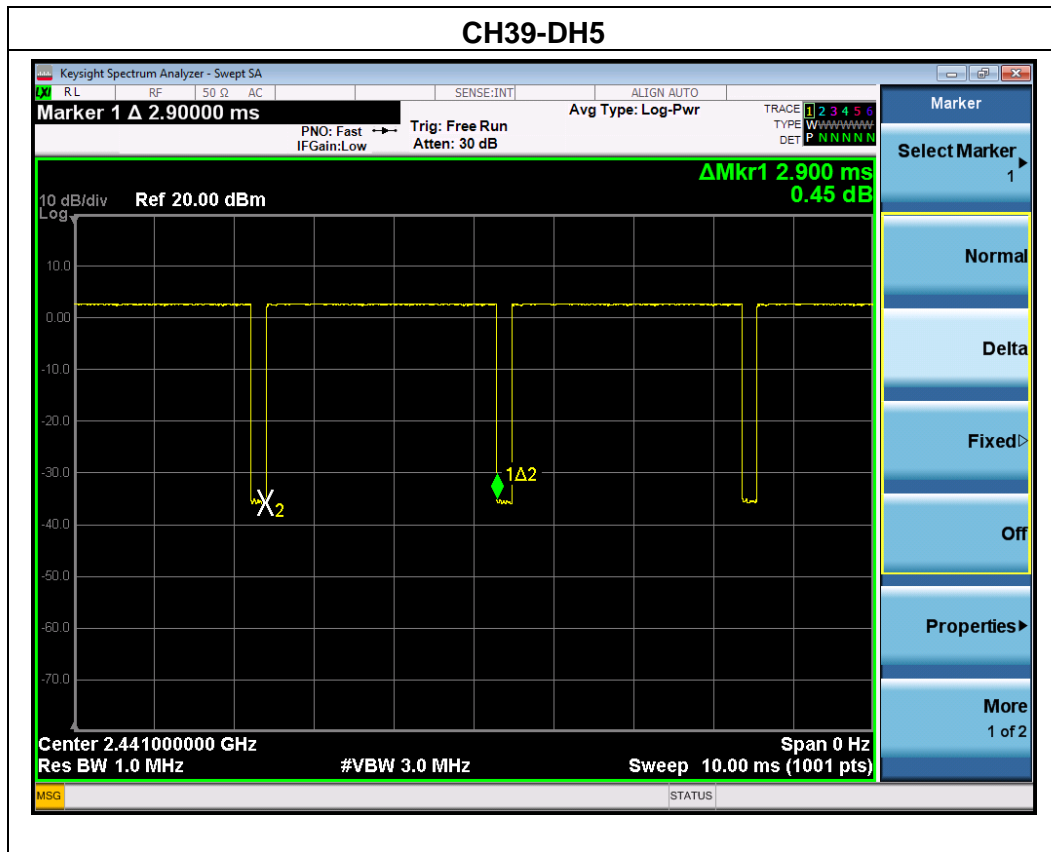 CH39-DH5
Keysight Spectrum Analyzer - Swept SA
LXI RL RF 50 Ω AC SENSE:INT ALIGN AUTO
Marker 1 Δ 2.90000 ms
PNO: Fast
IFGain:Low
Trig: Free Run
Atten: 30 dB
Avg Type: Log-Pwr
TRACE 1 2 3 4 5 6
TYPE WWWWWW
DET P N N N N N
ΔMkr1 2.900 ms
0.45 dB
10 dB/div Ref 20.00 dBm
Log
10.0
0.00
-10.0
-20.0
-30.0
-40.0
-50.0
-60.0
-70.0
1Δ2
X2
Center 2.441000000 GHz Span 0 Hz
Res BW 1.0 MHz #VBW 3.0 MHz Sweep 10.00 ms (1001 pts)
MSG STATUS
Marker
Select Marker
1
Normal
Delta
Fixed
Off
Properties
More
1 of 2